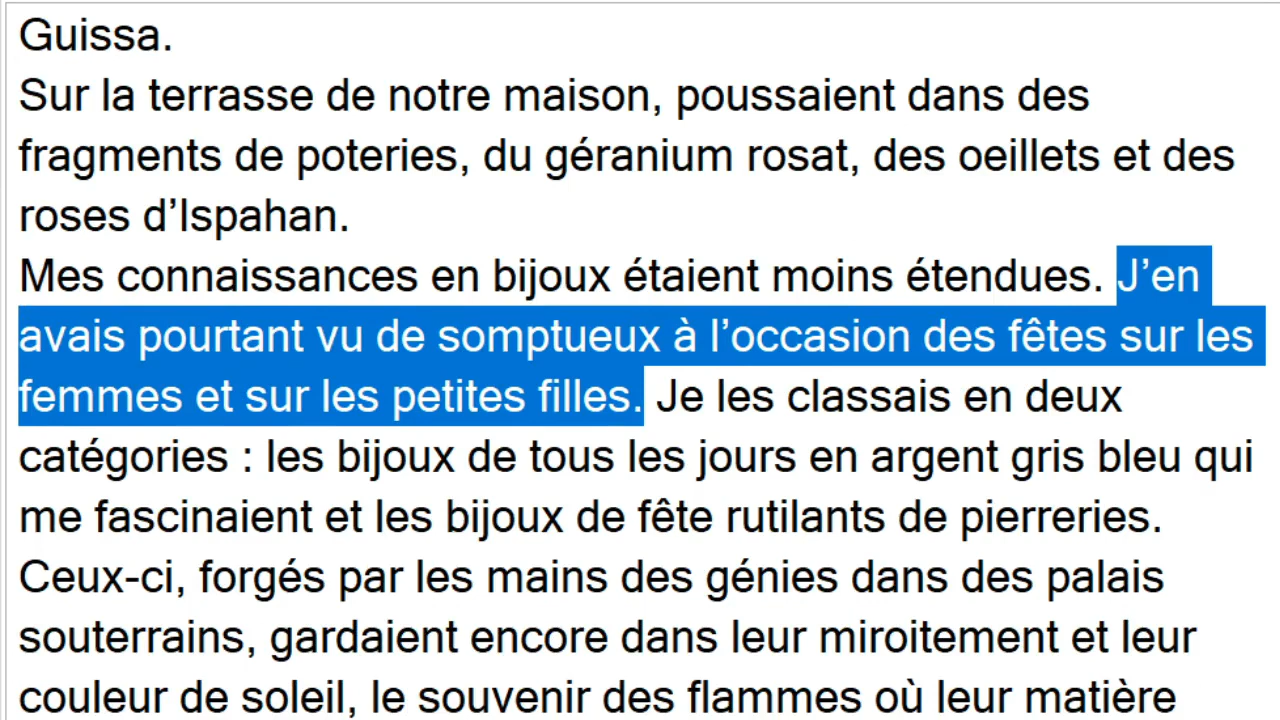 Guissa.
Sur la terrasse de notre maison, poussaient dans des
fragments de poteries, du géranium rosat, des oeillets et des
roses d’Ispahan.
Mes connaissances en bijoux étaient moins étendues. J’en
avais pourtant vu de somptueux à l’occasion des fêtes sur les
femmes et sur les petites filles. Je les classais en deux
catégories : les bijoux de tous les jours en argent gris bleu qui
me fascinaient et les bijoux de fête rutilants de pierreries.
Ceux-ci, forgés par les mains des génies dans des palais
souterrains, gardaient encore dans leur miroitement et leur
couleur de soleil, le souvenir des flammes où leur matière